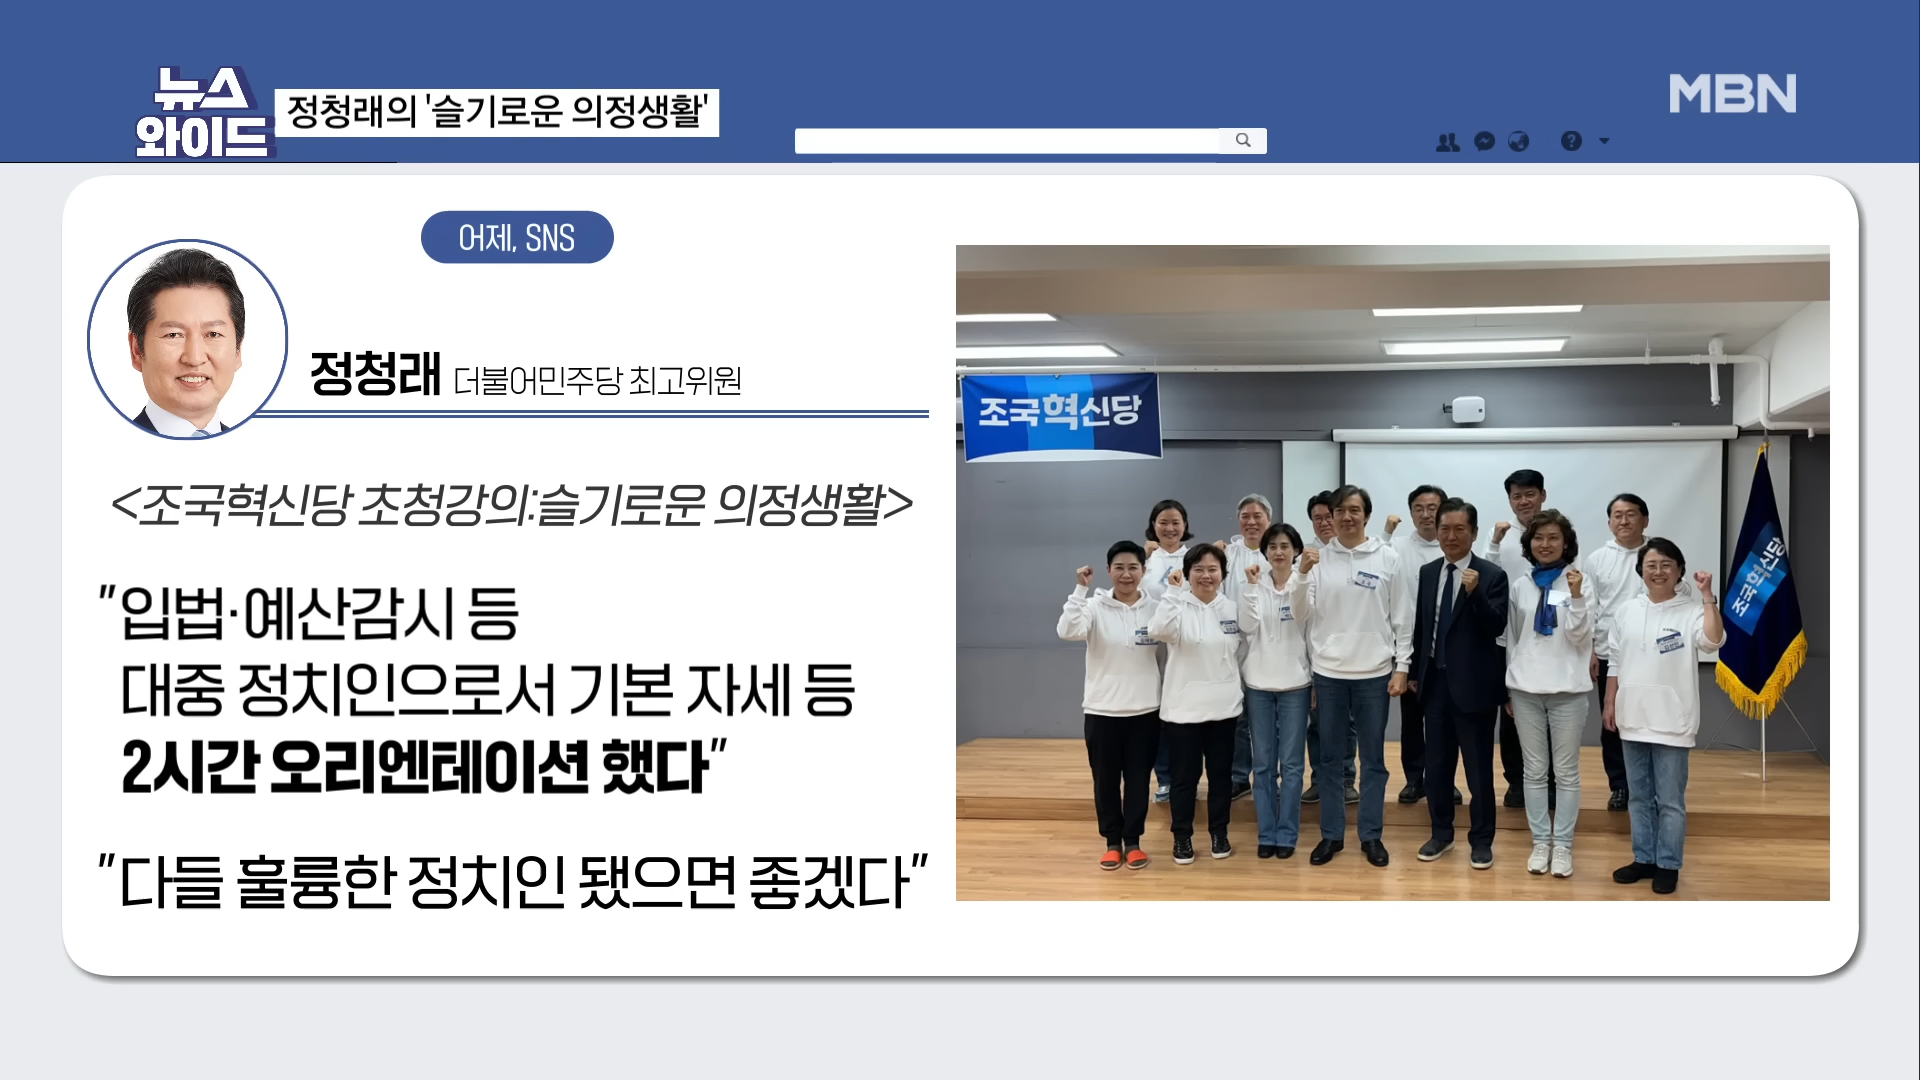 뉴스
와이드
정청래의 '슬기로운 의정생활'
MBN
어제, SNS
정청래 더불어민주당 최고위원
<조국혁신당 초청강의:슬기로운 의정생활>
"입법·예산감시 등
대중 정치인으로서 기본 자세 등
2시간 오리엔테이션 했다"
"다들 훌륭한 정치인 됐으면 좋겠다"
조국혁신당
조국혁신당